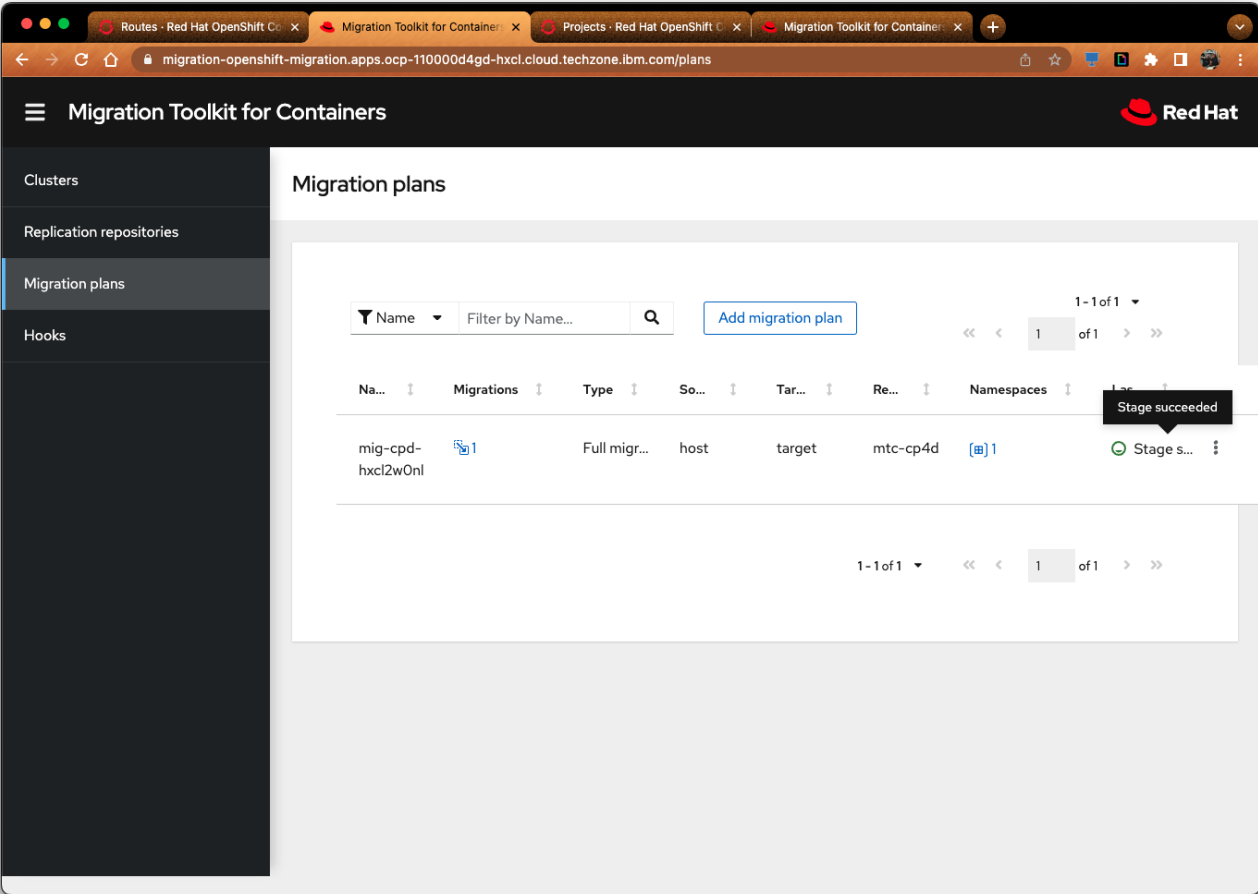 Routes · Red Hat OpenShift Co
Migration Toolkit for Containers
Projects · Red Hat OpenShift C
Migration Toolkit for Containers
migration-openshift-migration.apps.ocp-110000d4gd-hxcl.cloud.techzone.ibm.com/plans
Migration Toolkit for Containers
Red Hat
Clusters
Replication repositories
Migration plans
Hooks
Migration plans
Name
Filter by Name...
Add migration plan
1 - 1 of 1
1 of 1
Na... Migrations Type So... Tar... Re... Namespaces Las...
Stage succeeded
mig-cpd- 1 Full migr... host target mtc-cp4d 1 Stage s...
hxcl2w0nl
1 - 1 of 1 1 of 1